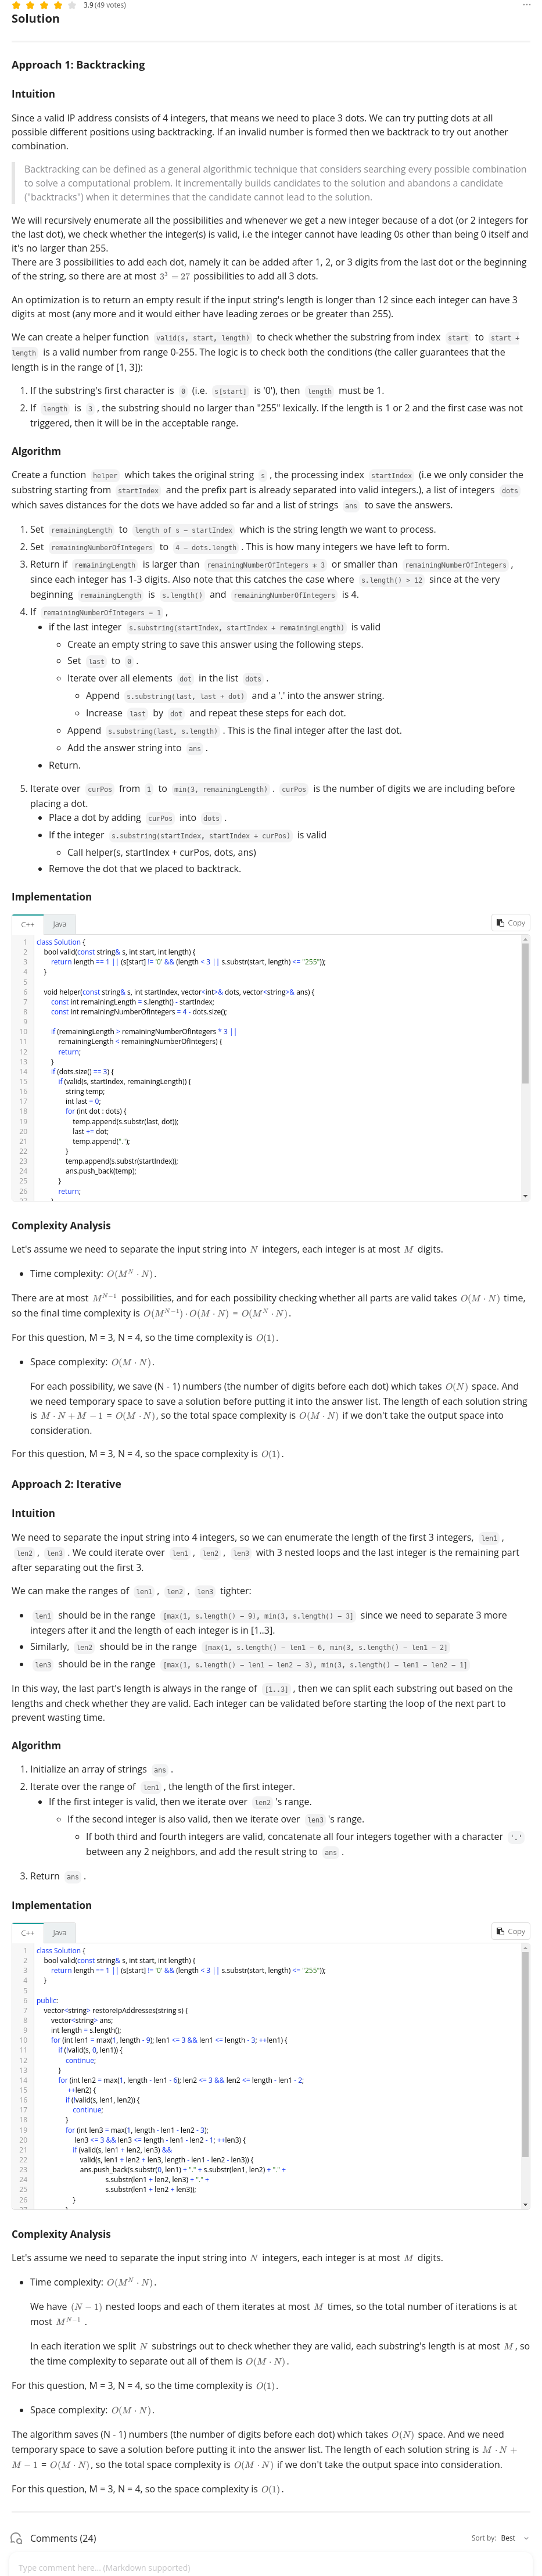 3.9 (49 votes)
Solution
Approach 1: Backtracking
Intuition
Since a valid IP address consists of 4 integers, that means we need to place 3 dots. We can try putting dots at all
possible different positions using backtracking. If an invalid number is formed then we backtrack to try out another
combination.
Backtracking can be defined as a general algorithmic technique that considers searching every possible combination
to solve a computational problem. It incrementally builds candidates to the solution and abandons a candidate
("backtracks") when it determines that the candidate cannot lead to the solution.
We will recursively enumerate all the possibilities and whenever we get a new integer because of a dot (or 2 integers for
the last dot), we check whether the integer(s) is valid, i.e the integer cannot have leading 0s other than being 0 itself and
it's no larger than 255.
There are 3 possibilities to add each dot, namely it can be added after 1, 2, or 3 digits from the last dot or the beginning
of the string, so there are at most 3³ = 27 possibilities to add all 3 dots.
An optimization is to return an empty result if the input string's length is longer than 12 since each integer can have 3
digits at most (any more and it would either have leading zeroes or be greater than 255).
We can create a helper function valid(s, start, length) to check whether the substring from index start to start +
length is a valid number from range 0-255. The logic is to check both the conditions (the caller guarantees that the
length is in the range of [1, 3]):
1. If the substring's first character is 0 (i.e. s[start] is '0'), then length must be 1.
2. If length is 3 , the substring should no larger than "255" lexically. If the length is 1 or 2 and the first case was not
triggered, then it will be in the acceptable range.
Algorithm
Create a function helper which takes the original string s , the processing index startIndex (i.e we only consider the
substring starting from startIndex and the prefix part is already separated into valid integers.), a list of integers dots
which saves distances for the dots we have added so far and a list of strings ans to save the answers.
1. Set remainingLength to length of s − startIndex which is the string length we want to process.
2. Set remainingNumberOfIntegers to 4 − dots.length . This is how many integers we have left to form.
3. Return if remainingLength is larger than remainingNumberOfIntegers ∗ 3 or smaller than remainingNumberOfIntegers ,
since each integer has 1-3 digits. Also note that this catches the case where s.length() > 12 since at the very
beginning remainingLength is s.length() and remainingNumberOfIntegers is 4.
4. If remainingNumberOfIntegers = 1 ,
• if the last integer s.substring(startIndex, startIndex + remainingLength) is valid
◦ Create an empty string to save this answer using the following steps.
◦ Set last to 0 .
◦ Iterate over all elements dot in the list dots .
▪ Append s.substring(last, last + dot) and a '.' into the answer string.
▪ Increase last by dot and repeat these steps for each dot.
◦ Append s.substring(last, s.length) . This is the final integer after the last dot.
◦ Add the answer string into ans .
• Return.
5. Iterate over curPos from 1 to min(3, remainingLength) . curPos is the number of digits we are including before
placing a dot.
• Place a dot by adding curPos into dots .
• If the integer s.substring(startIndex, startIndex + curPos) is valid
◦ Call helper(s, startIndex + curPos, dots, ans)
• Remove the dot that we placed to backtrack.
Implementation
C++ Java Copy
1 class Solution {
2 bool valid(const string& s, int start, int length) {
3 return length == 1 || (s[start] != '0' && (length < 3 || s.substr(start, length) <= "255"));
4 }
5
6 void helper(const string& s, int startIndex, vector<int>& dots, vector<string>& ans) {
7 const int remainingLength = s.length() - startIndex;
8 const int remainingNumberOfIntegers = 4 - dots.size();
9
10 if (remainingLength > remainingNumberOfIntegers * 3 ||
11 remainingLength < remainingNumberOfIntegers) {
12 return;
13 }
14 if (dots.size() == 3) {
15 if (valid(s, startIndex, remainingLength)) {
16 string temp;
17 int last = 0;
18 for (int dot : dots) {
19 temp.append(s.substr(last, dot));
20 last += dot;
21 temp.append(".");
22 }
23 temp.append(s.substr(startIndex));
24 ans.push_back(temp);
25 }
26 return;
27 }
Complexity Analysis
Let's assume we need to separate the input string into N integers, each integer is at most M digits.
• Time complexity: O(M^N · N).
There are at most M^{N−1} possibilities, and for each possibility checking whether all parts are valid takes O(M · N) time,
so the final time complexity is O(M^{N−1}) · O(M · N) = O(M^N · N).
For this question, M = 3, N = 4, so the time complexity is O(1).
• Space complexity: O(M · N).
For each possibility, we save (N - 1) numbers (the number of digits before each dot) which takes O(N) space. And
we need temporary space to save a solution before putting it into the answer list. The length of each solution string
is M · N + M − 1 = O(M · N), so the total space complexity is O(M · N) if we don't take the output space into
consideration.
For this question, M = 3, N = 4, so the space complexity is O(1).
Approach 2: Iterative
Intuition
We need to separate the input string into 4 integers, so we can enumerate the length of the first 3 integers, len1 ,
len2 , len3 . We could iterate over len1 , len2 , len3 with 3 nested loops and the last integer is the remaining part
after separating out the first 3.
We can make the ranges of len1 , len2 , len3 tighter:
• len1 should be in the range [max(1, s.length() − 9), min(3, s.length() − 3] since we need to separate 3 more
integers after it and the length of each integer is in [1..3].
• Similarly, len2 should be in the range [max(1, s.length() − len1 − 6, min(3, s.length() − len1 − 2]
• len3 should be in the range [max(1, s.length() − len1 − len2 − 3), min(3, s.length() − len1 − len2 − 1]
In this way, the last part's length is always in the range of [1..3] , then we can split each substring out based on the
lengths and check whether they are valid. Each integer can be validated before starting the loop of the next part to
prevent wasting time.
Algorithm
1. Initialize an array of strings ans .
2. Iterate over the range of len1 , the length of the first integer.
• If the first integer is valid, then we iterate over len2 's range.
◦ If the second integer is also valid, then we iterate over len3 's range.
▪ If both third and fourth integers are valid, concatenate all four integers together with a character '.'
between any 2 neighbors, and add the result string to ans .
3. Return ans .
Implementation
C++ Java Copy
1 class Solution {
2 bool valid(const string& s, int start, int length) {
3 return length == 1 || (s[start] != '0' && (length < 3 || s.substr(start, length) <= "255"));
4 }
5
6 public:
7 vector<string> restoreIpAddresses(string s) {
8 vector<string> ans;
9 int length = s.length();
10 for (int len1 = max(1, length - 9); len1 <= 3 && len1 <= length - 3; ++len1) {
11 if (!valid(s, 0, len1)) {
12 continue;
13 }
14 for (int len2 = max(1, length - len1 - 6); len2 <= 3 && len2 <= length - len1 - 2;
15 ++len2) {
16 if (!valid(s, len1, len2)) {
17 continue;
18 }
19 for (int len3 = max(1, length - len1 - len2 - 3);
20 len3 <= 3 && len3 <= length - len1 - len2 - 1; ++len3) {
21 if (valid(s, len1 + len2, len3) &&
22 valid(s, len1 + len2 + len3, length - len1 - len2 - len3)) {
23 ans.push_back(s.substr(0, len1) + "." + s.substr(len1, len2) + "." +
24 s.substr(len1 + len2, len3) + "." +
25 s.substr(len1 + len2 + len3));
26 }
27 }
Complexity Analysis
Let's assume we need to separate the input string into N integers, each integer is at most M digits.
• Time complexity: O(M^N · N).
We have (N − 1) nested loops and each of them iterates at most M times, so the total number of iterations is at
most M^{N−1} .
In each iteration we split N substrings out to check whether they are valid, each substring's length is at most M , so
the time complexity to separate out all of them is O(M · N).
For this question, M = 3, N = 4, so the time complexity is O(1).
• Space complexity: O(M · N).
The algorithm saves (N - 1) numbers (the number of digits before each dot) which takes O(N) space. And we need
temporary space to save a solution before putting it into the answer list. The length of each solution string is M · N +
M − 1 = O(M · N), so the total space complexity is O(M · N) if we don't take the output space into consideration.
For this question, M = 3, N = 4, so the space complexity is O(1).
Comments (24) Sort by: Best
Type comment here... (Markdown supported)